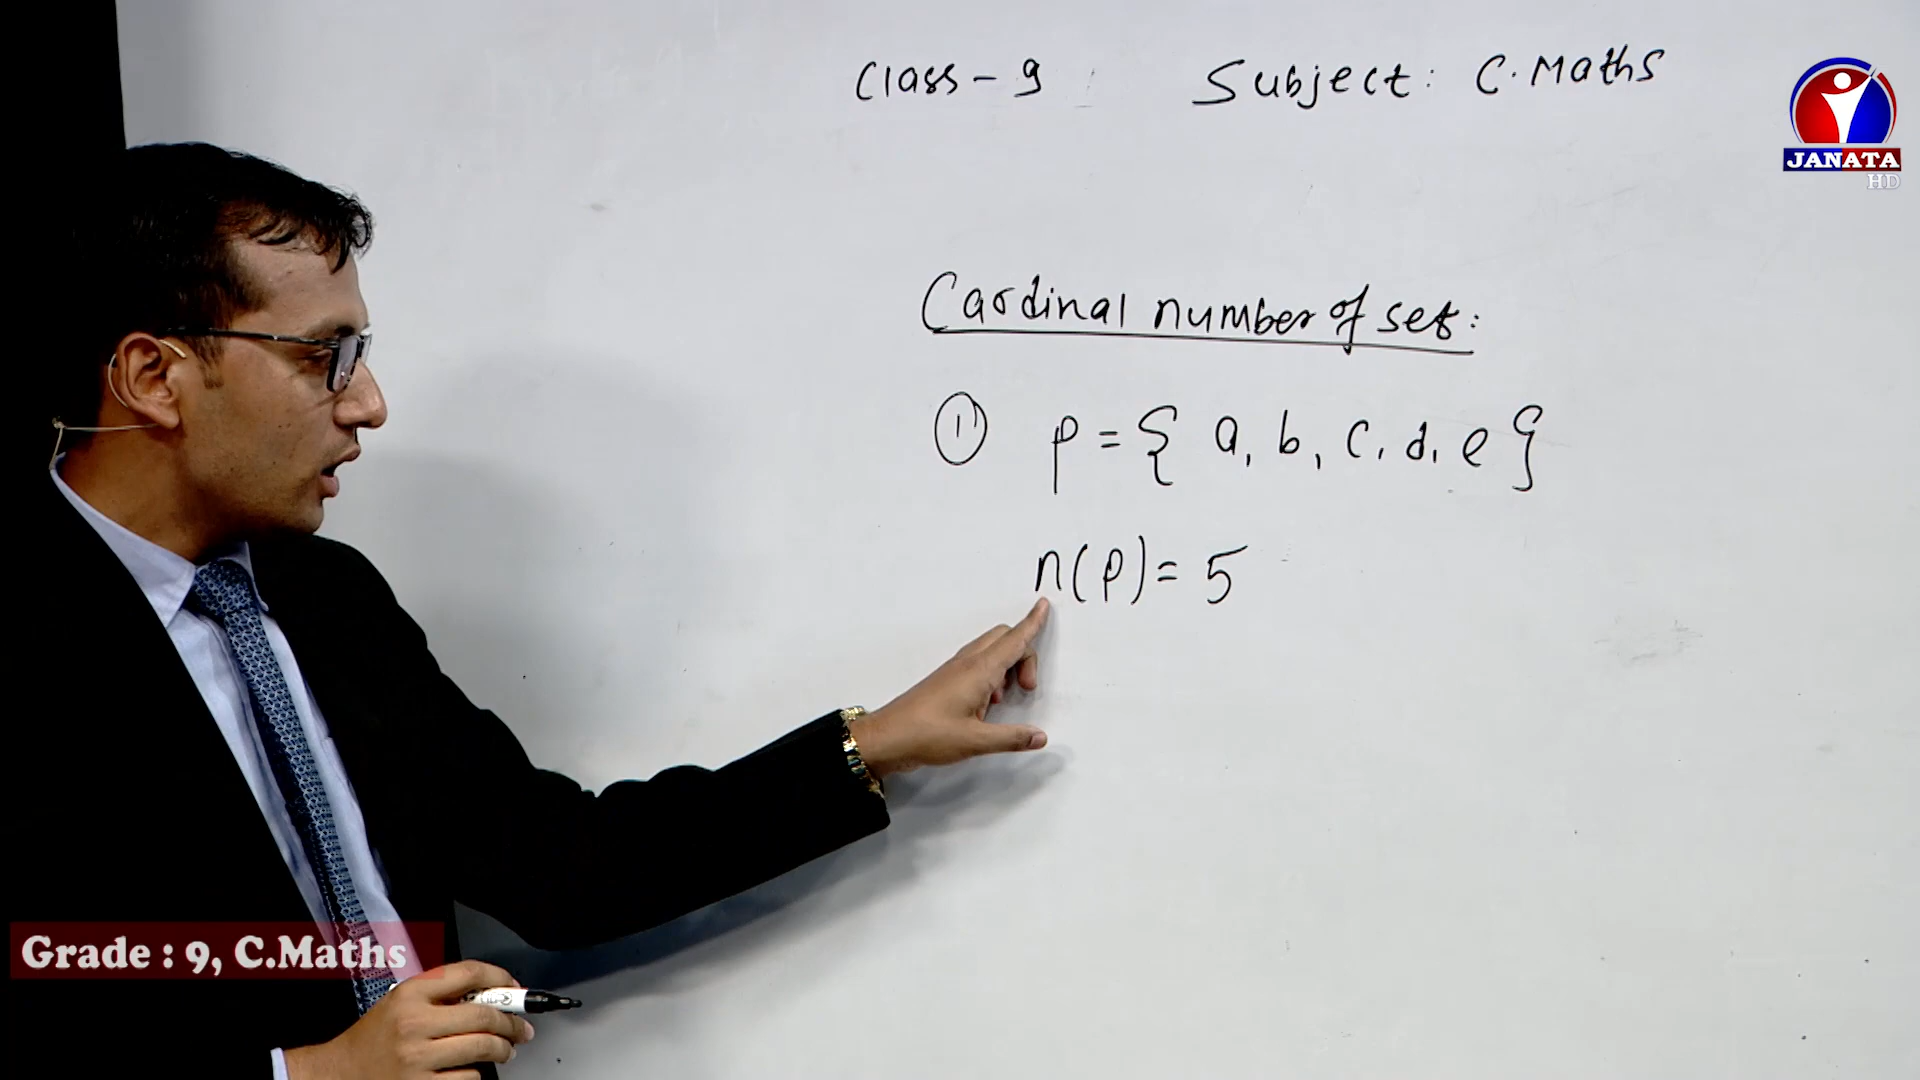 Class - 9 Subject: C.Maths
JANATA
HD
Cardinal number of set:
① P = { a, b, c, d, e }
n(P) = 5
Grade : 9, C.Maths